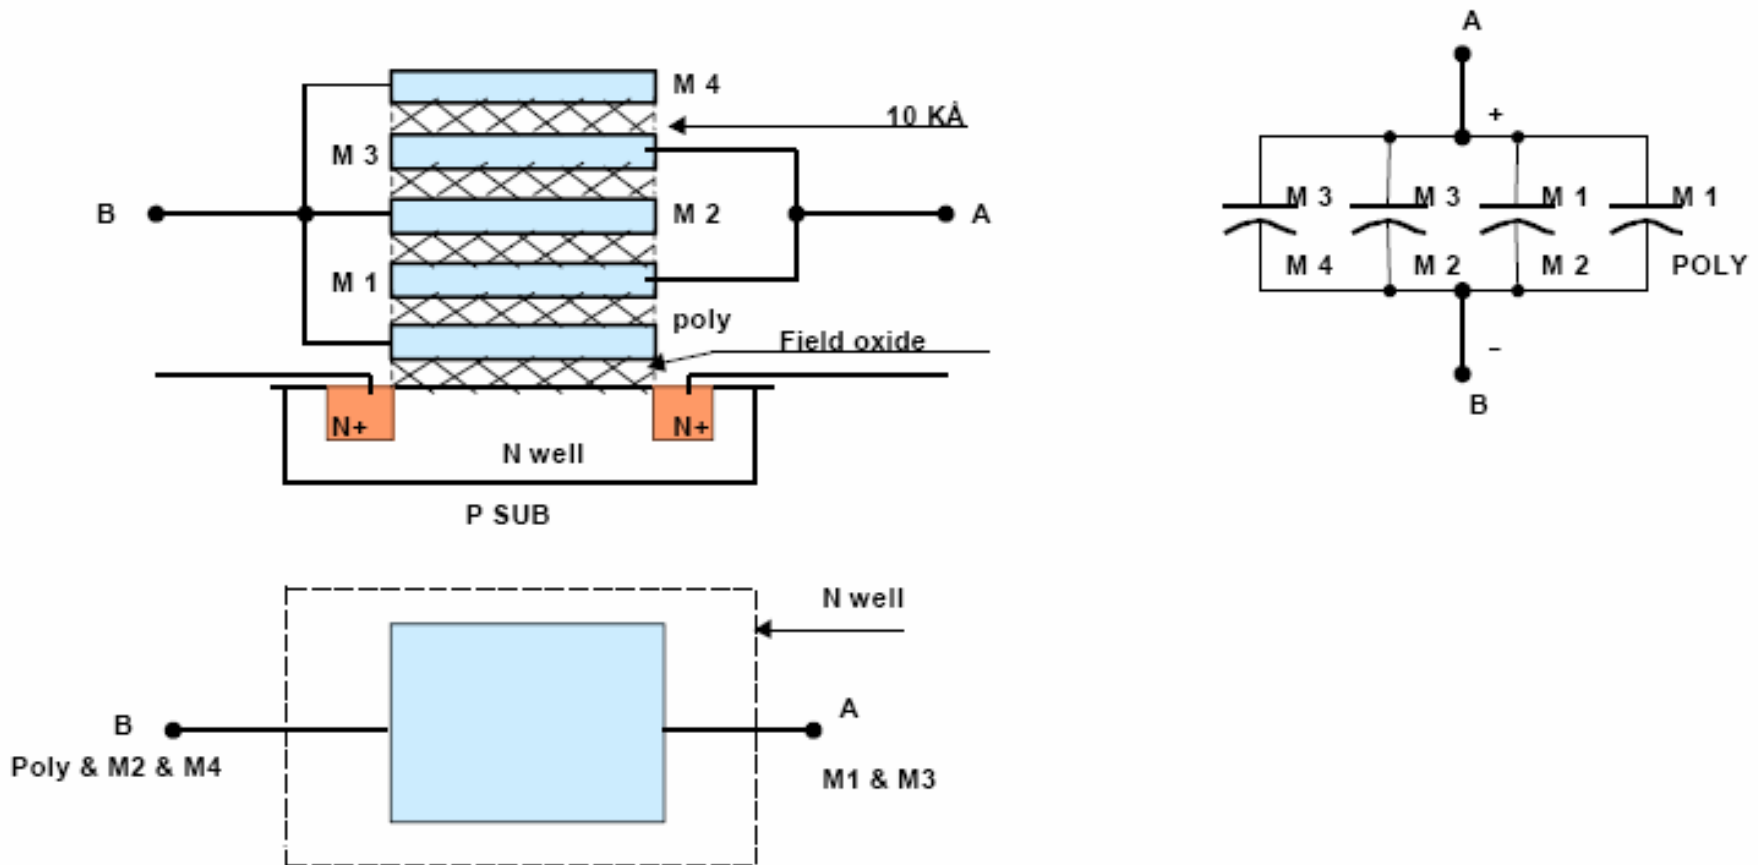 M 4
10 KÅ
M 3
B
M 2
A
M 1
poly
Field oxide
N+
N+
N well
P SUB
A
+
M 3
M 3
M 1
M 1
M 4
M 2
M 2
POLY
–
B
N well
B
A
Poly & M2 & M4
M1 & M3